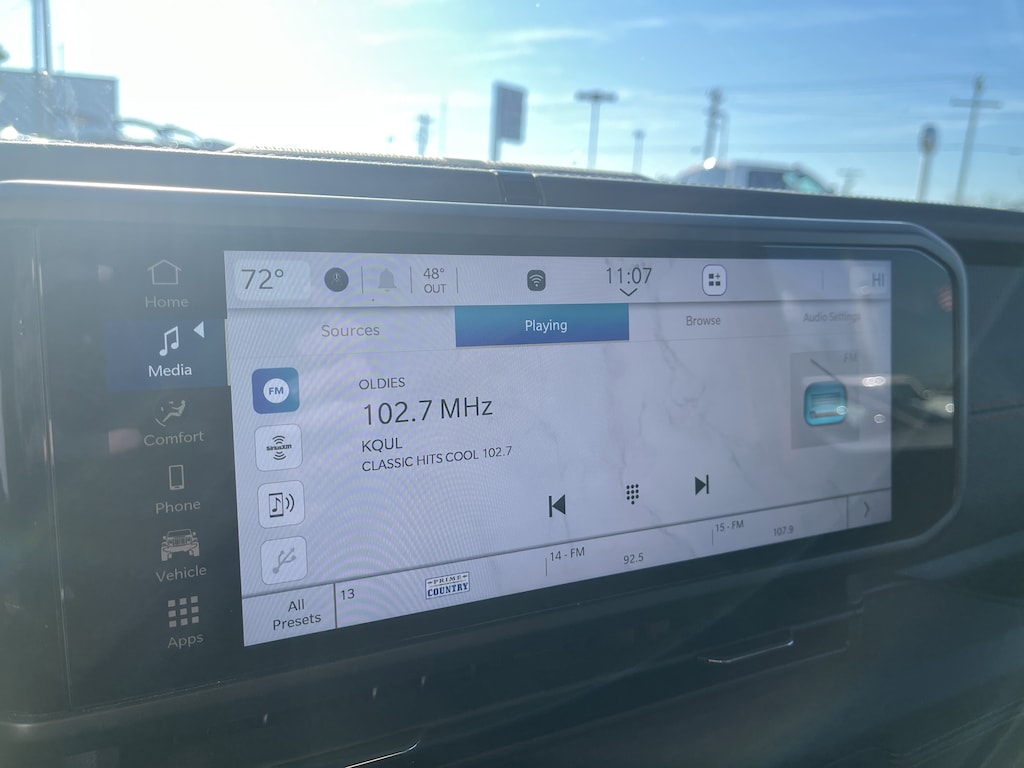 72°
48°
OUT
11:07
HI
Home
Media
Comfort
Phone
Vehicle
Apps
Sources
Playing
Browse
Audio Settings
FM
SiriusXM
OLDIES
102.7 MHz
KQUL
CLASSIC HITS COOL 102.7
FM
All
Presets
13
PRIME
COUNTRY
14 - FM
92.5
15 - FM
107.9